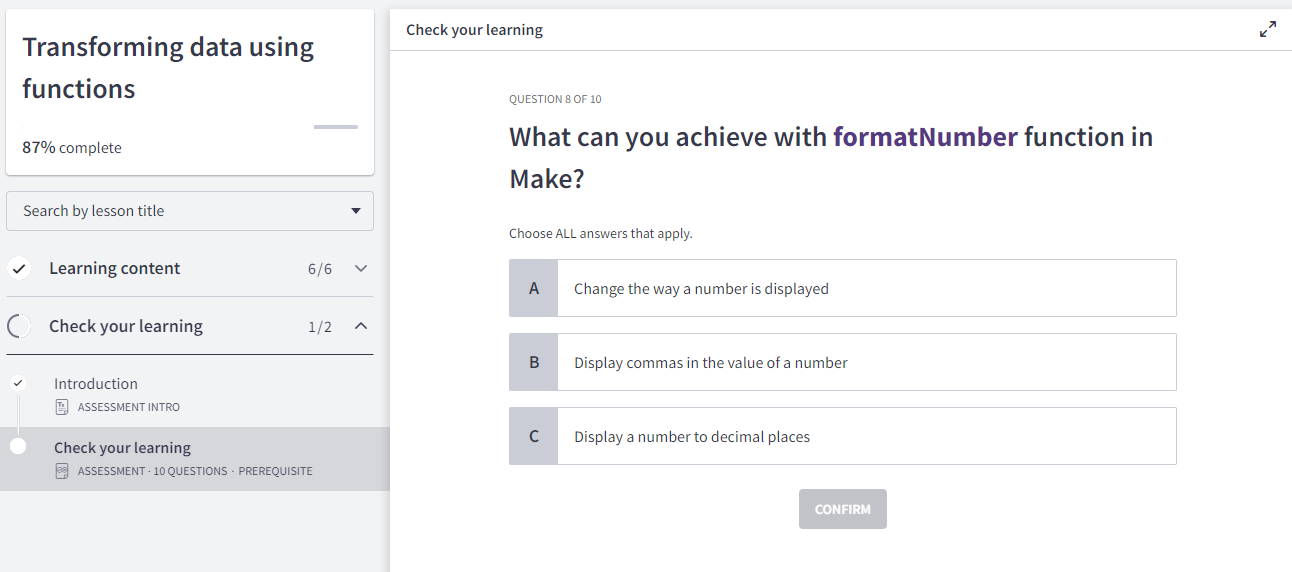 Transforming data using
functions
87% complete
Search by lesson title
Learning content 6/6
Check your learning 1/2
Introduction
ASSESSMENT INTRO
Check your learning
ASSESSMENT · 10 QUESTIONS · PREREQUISITE
Check your learning
QUESTION 8 OF 10
What can you achieve with formatNumber function in
Make?
Choose ALL answers that apply.
A Change the way a number is displayed
B Display commas in the value of a number
C Display a number to decimal places
CONFIRM